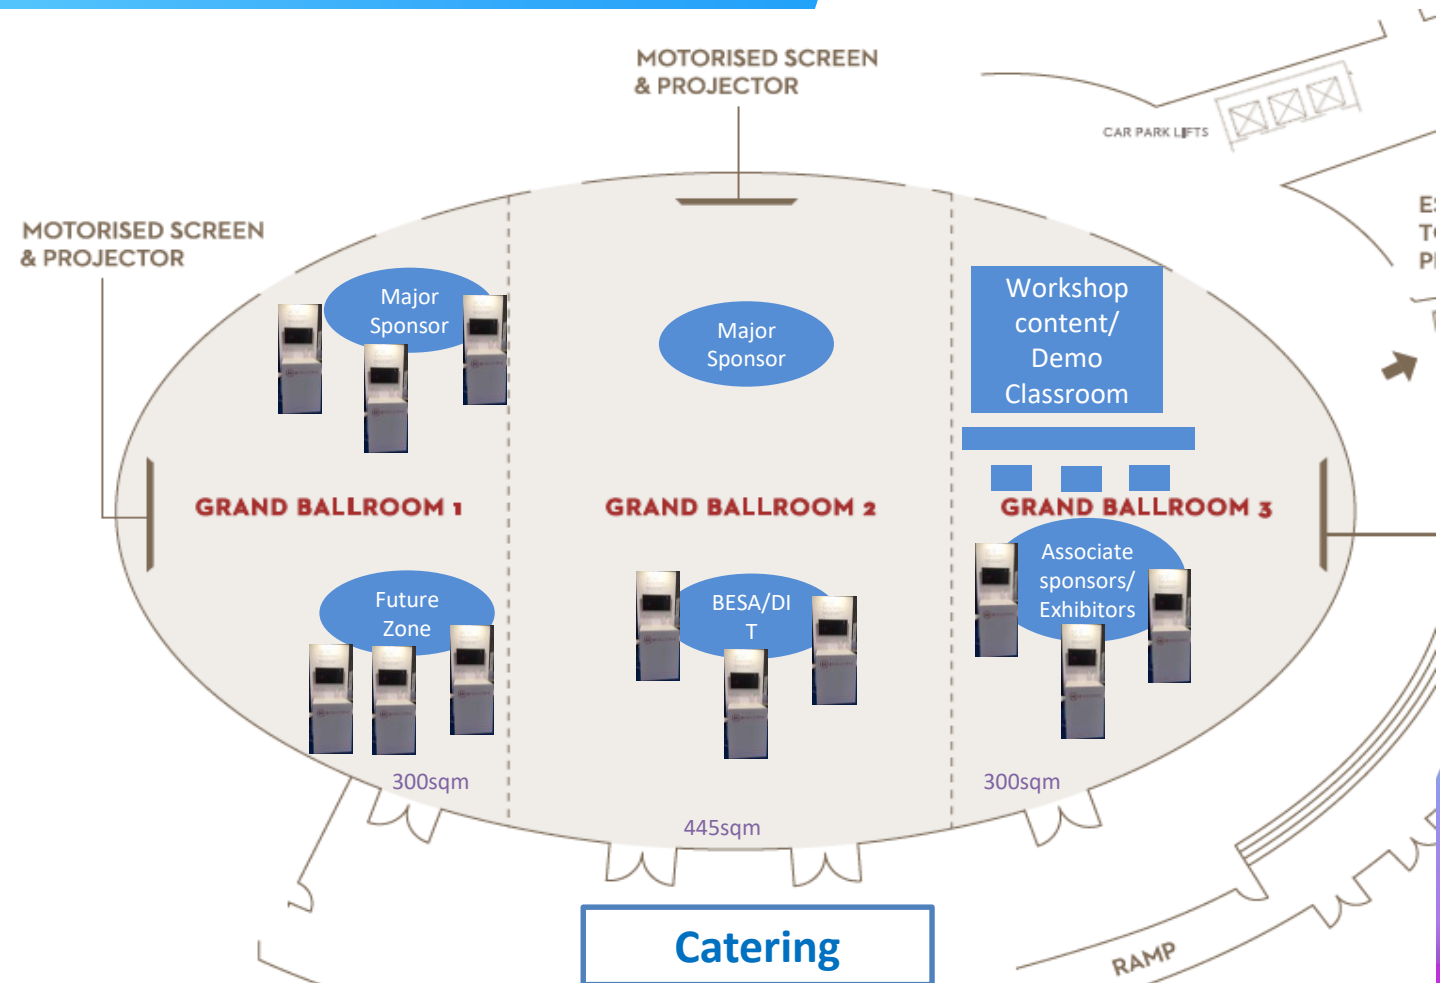 MOTORISED SCREEN
& PROJECTOR
CAR PARK LIFTS
MOTORISED SCREEN
& PROJECTOR
Major
Sponsor
Major
Sponsor
Workshop
content/
Demo
Classroom
GRAND BALLROOM 1
GRAND BALLROOM 2
GRAND BALLROOM 3
Future
Zone
BESA/DI
T
Associate
sponsors/
Exhibitors
300sqm
445sqm
300sqm
Catering
RAMP